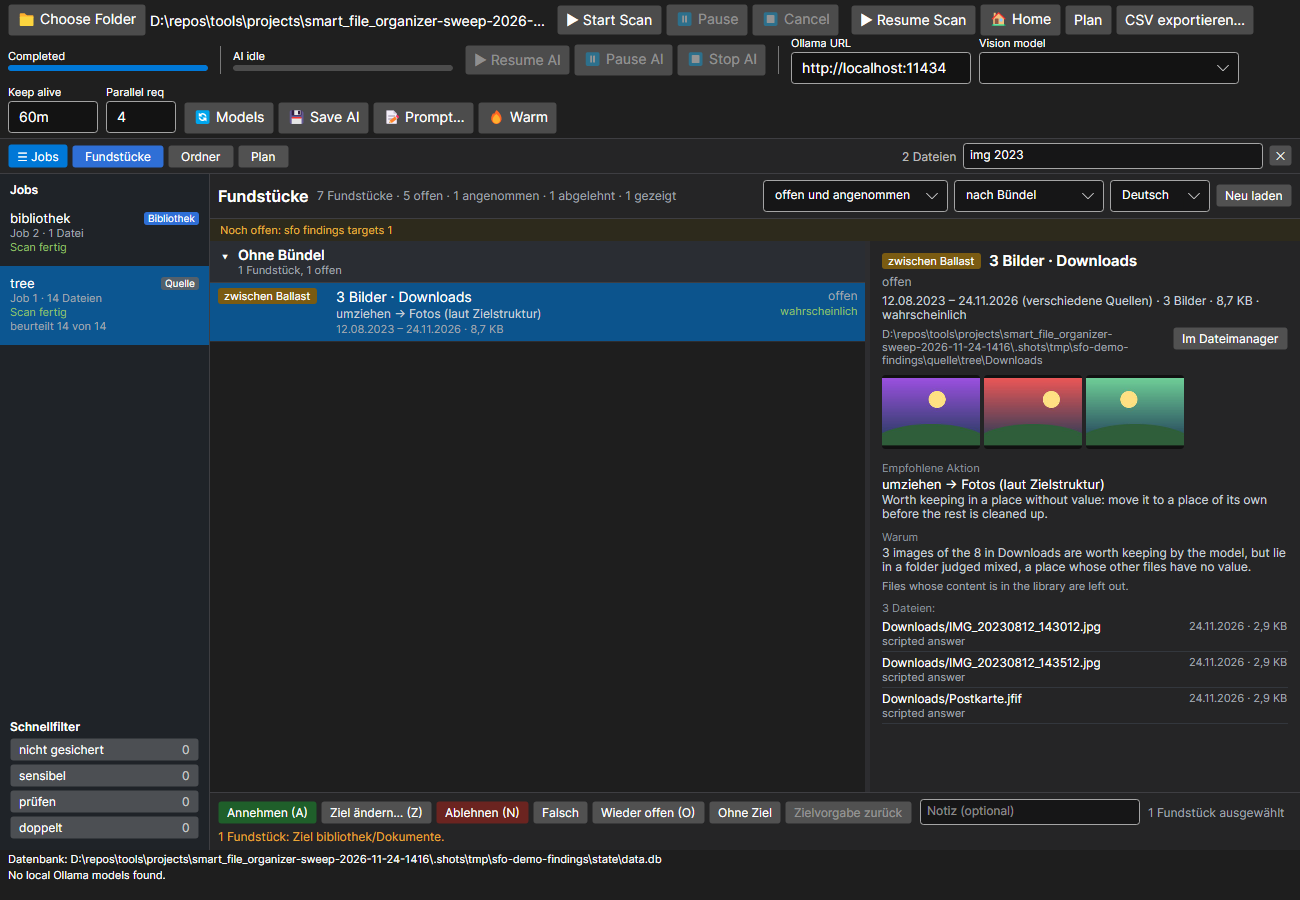 Choose Folder D:\repos\tools\projects\smart_file_organizer-sweep-2026-... Start Scan Pause Cancel Resume Scan Home Plan CSV exportieren...
Completed AI idle Resume AI Pause AI Stop AI Ollama URL Vision model
http://localhost:11434
Keep alive Parallel req
60m 4 Models Save AI Prompt... Warm
Jobs Fundstücke Ordner Plan 2 Dateien img 2023
Jobs
bibliothek Bibliothek
Job 2 · 1 Datei
Scan fertig
tree Quelle
Job 1 · 14 Dateien
Scan fertig
beurteilt 14 von 14
Schnellfilter
nicht gesichert 0
sensibel 0
prüfen 0
doppelt 0
Fundstücke 7 Fundstücke · 5 offen · 1 angenommen · 1 abgelehnt · 1 gezeigt offen und angenommen nach Bündel Deutsch Neu laden
Noch offen: sfo findings targets 1
Ohne Bündel
1 Fundstück, 1 offen
zwischen Ballast 3 Bilder · Downloads offen
umziehen → Fotos (laut Zielstruktur) wahrscheinlich
12.08.2023 – 24.11.2026 · 8,7 KB
zwischen Ballast 3 Bilder · Downloads
offen
12.08.2023 – 24.11.2026 (verschiedene Quellen) · 3 Bilder · 8,7 KB ·
wahrscheinlich
D:\repos\tools\projects\smart_file_organizer-
sweep-2026-11-24-1416\.shots\tmp\sfo-demo-
findings\quelle\tree\Downloads
Im Dateimanager
Empfohlene Aktion
umziehen → Fotos (laut Zielstruktur)
Worth keeping in a place without value: move it to a place of its own
before the rest is cleaned up.
Warum
3 images of the 8 in Downloads are worth keeping by the model, but lie
in a folder judged mixed, a place whose other files have no value.
Files whose content is in the library are left out.
3 Dateien:
Downloads/IMG_20230812_143012.jpg 24.11.2026 · 2,9 KB
scripted answer
Downloads/IMG_20230812_143512.jpg 24.11.2026 · 2,9 KB
scripted answer
Downloads/Postkarte.jfif 24.11.2026 · 2,9 KB
scripted answer
Annehmen (A) Ziel ändern... (Z) Ablehnen (N) Falsch Wieder offen (O) Ohne Ziel Zielvorgabe zurück Notiz (optional) 1 Fundstück ausgewählt
1 Fundstück: Ziel bibliothek/Dokumente.
Datenbank: D:\repos\tools\projects\smart_file_organizer-sweep-2026-11-24-1416\.shots\tmp\sfo-demo-findings\state\data.db
No local Ollama models found.